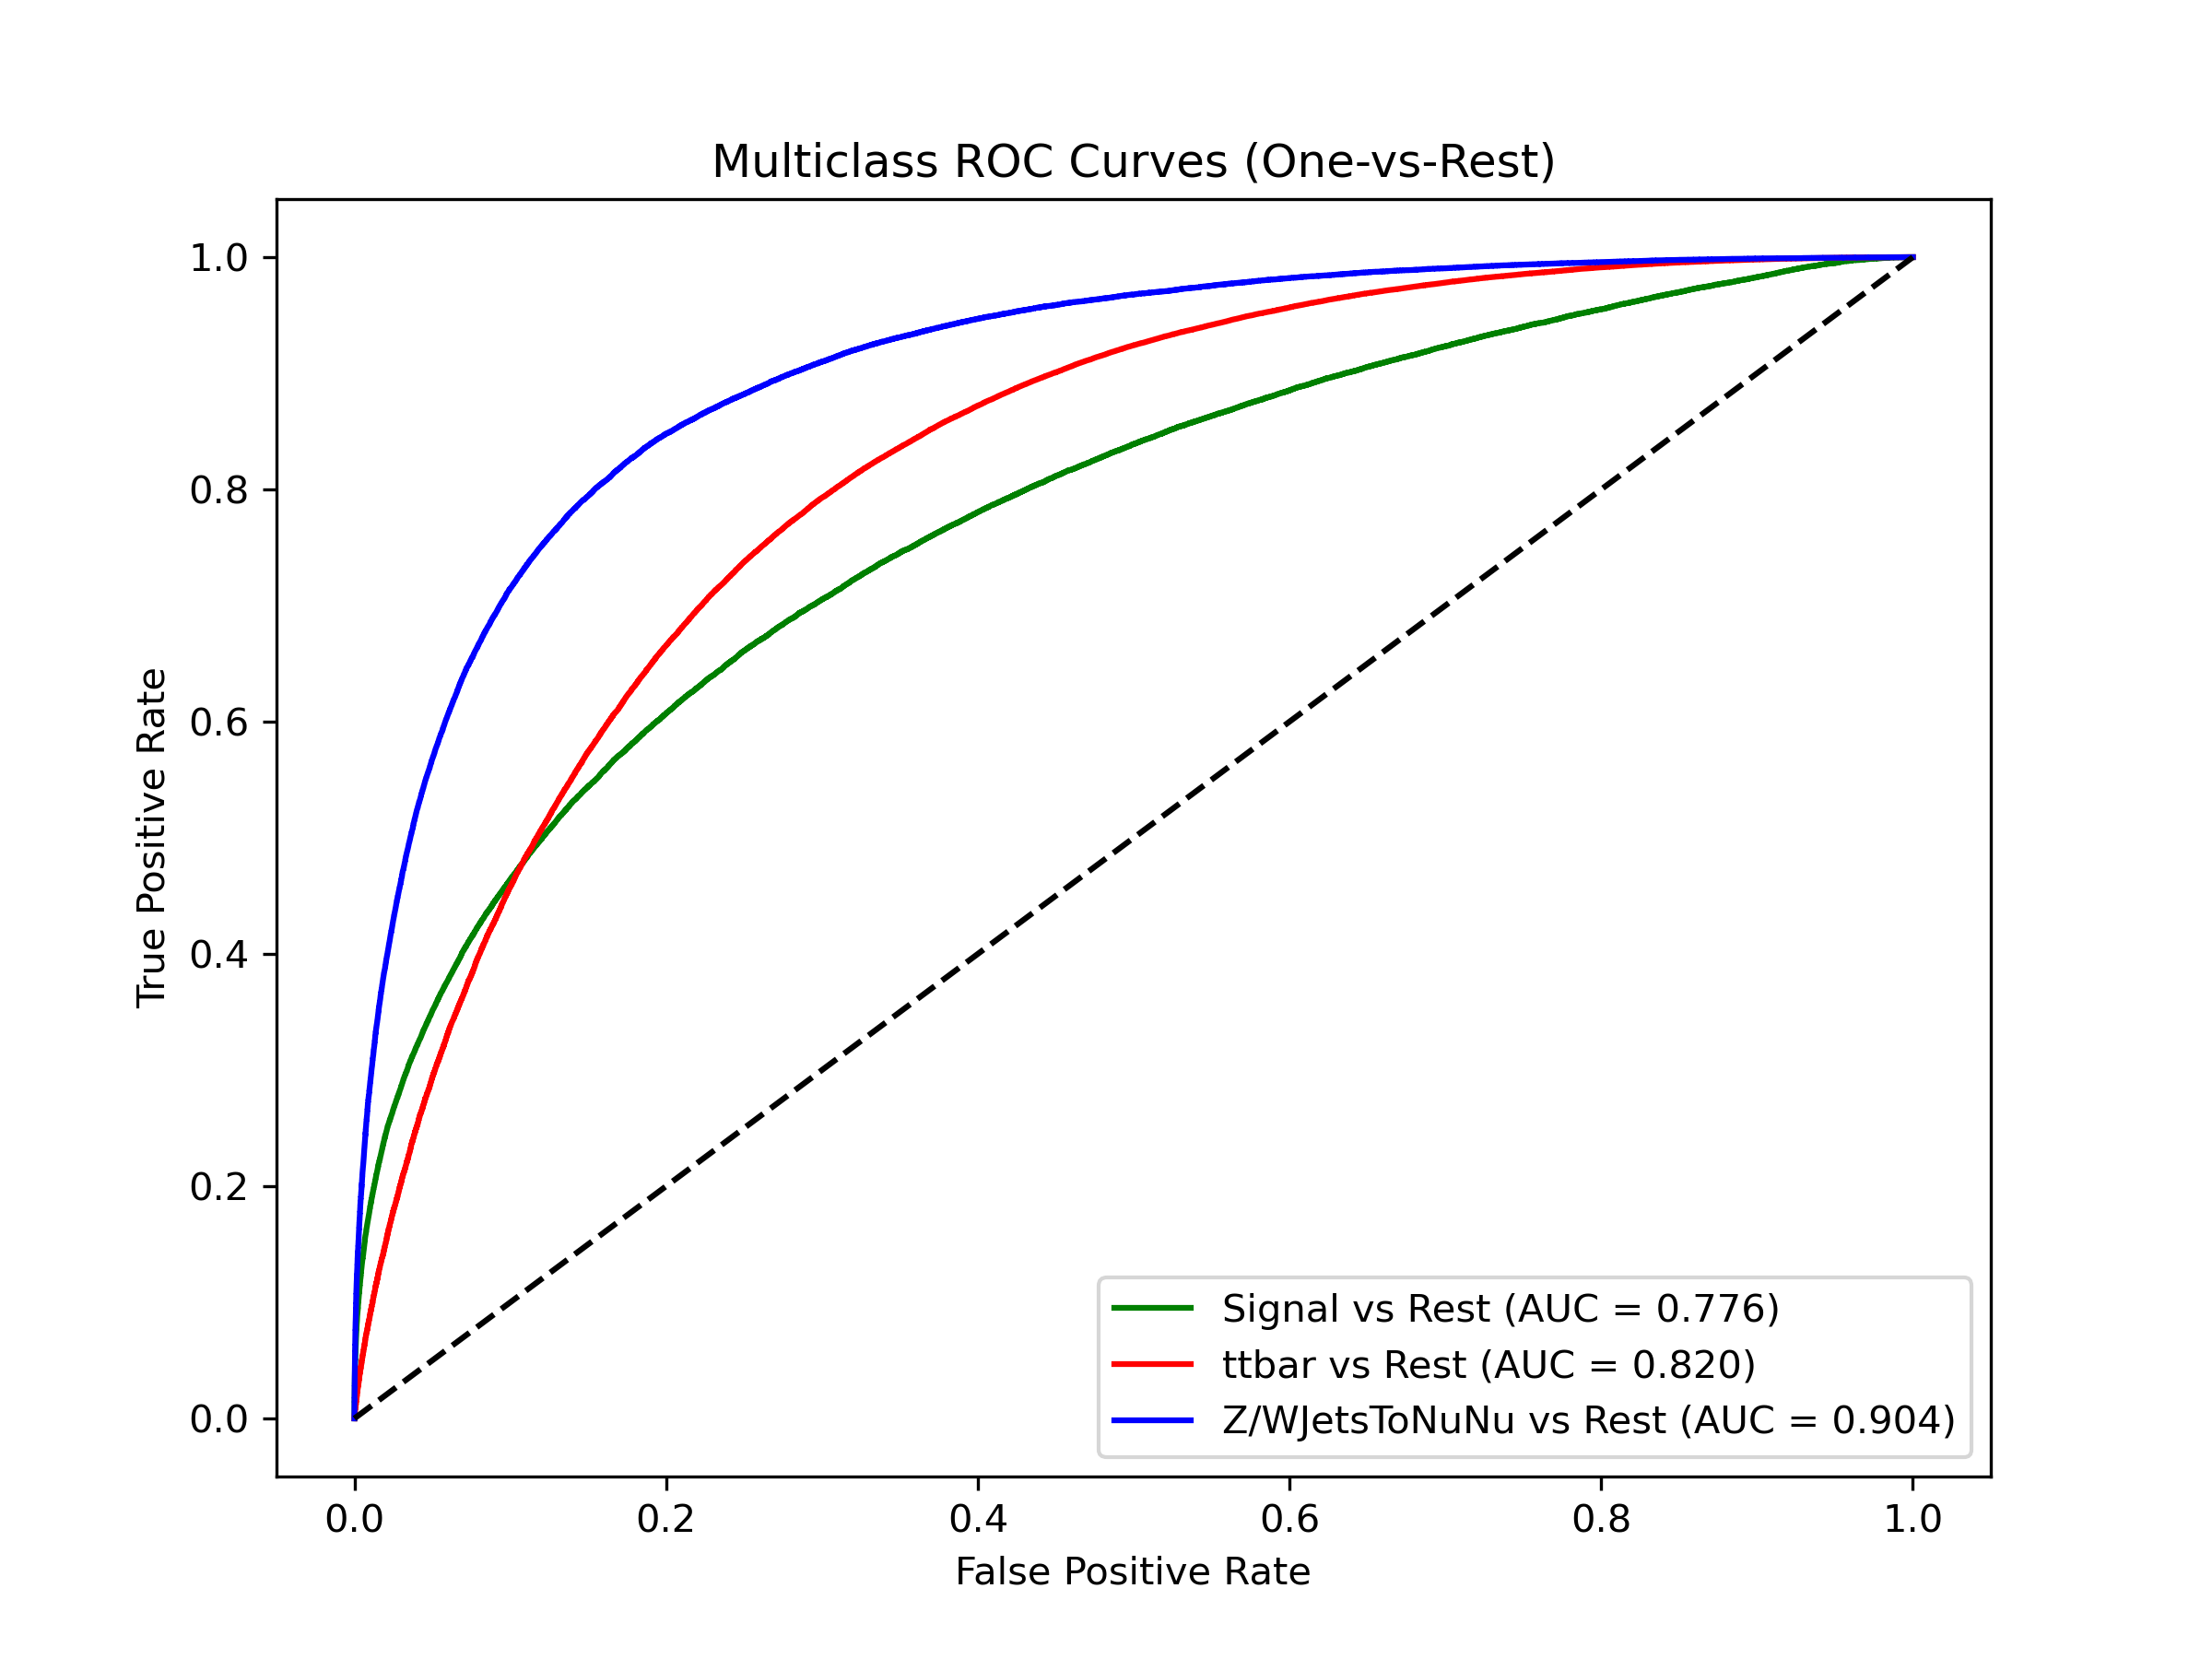 Multiclass ROC Curves (One-vs-Rest)
True Positive Rate
1.0
0.8
0.6
0.4
0.2
0.0
Signal vs Rest (AUC = 0.776)
ttbar vs Rest (AUC = 0.820)
Z/WJetsToNuNu vs Rest (AUC = 0.904)
0.0 0.2 0.4 0.6 0.8 1.0
False Positive Rate